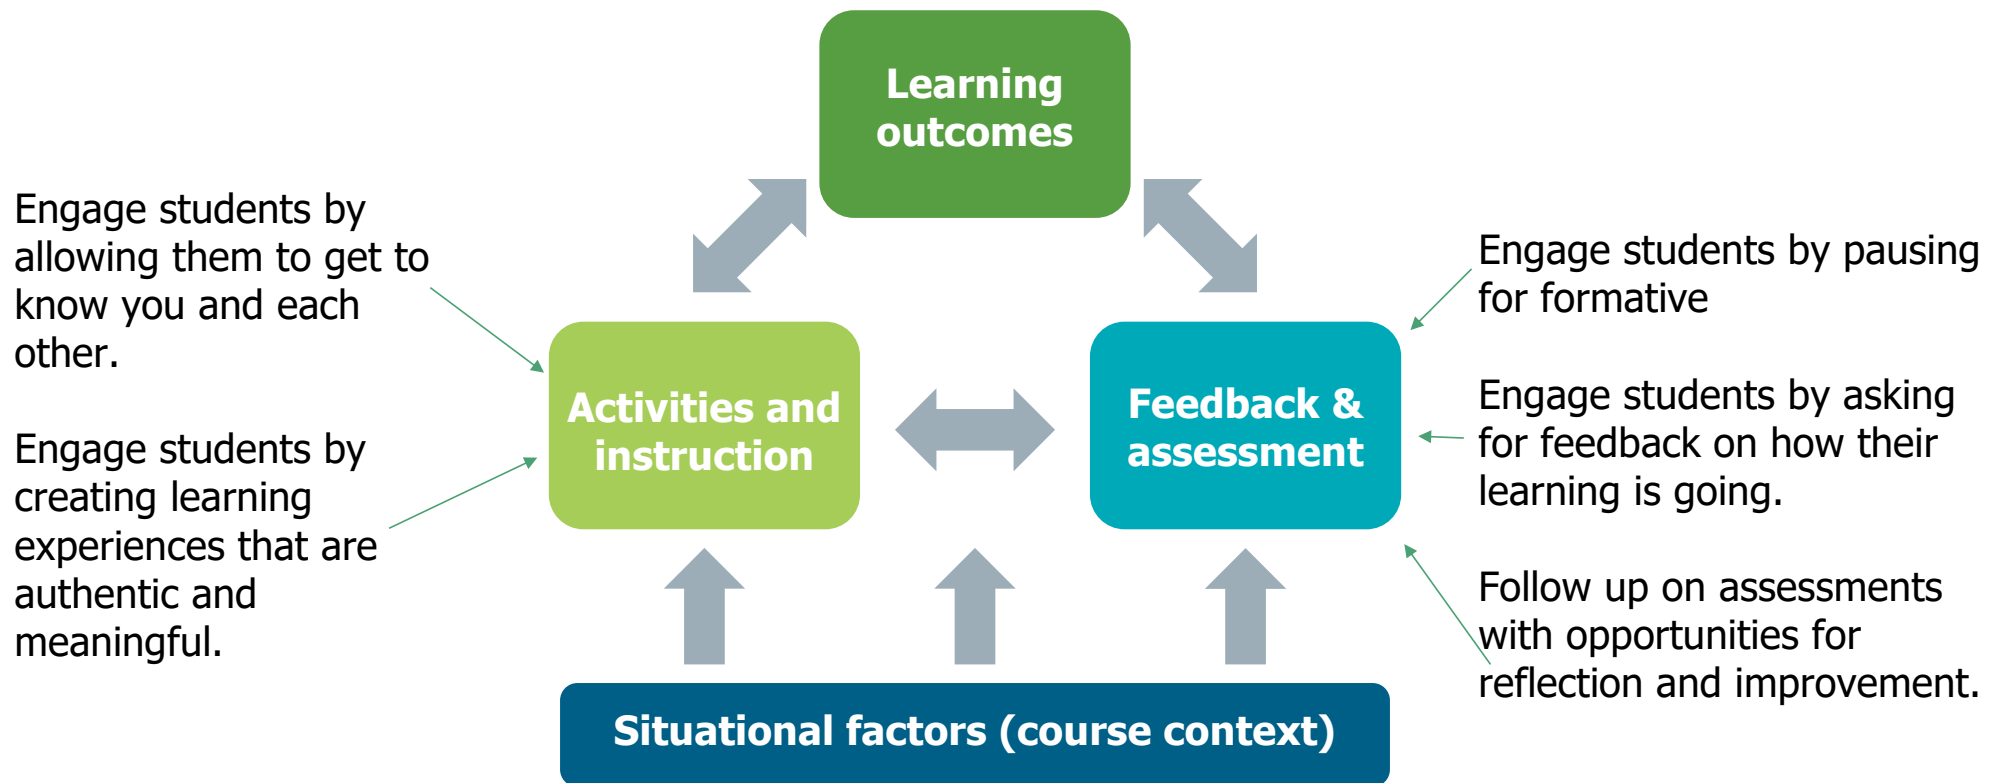 Learning
outcomes
Engage students by
allowing them to get to
know you and each
other.
Engage students by
creating learning
experiences that are
authentic and
meaningful.
Activities and
instruction
Feedback &
assessment
Engage students by pausing
for formative
Engage students by asking
for feedback on how their
learning is going.
Follow up on assessments
with opportunities for
reflection and improvement.
Situational factors (course context)